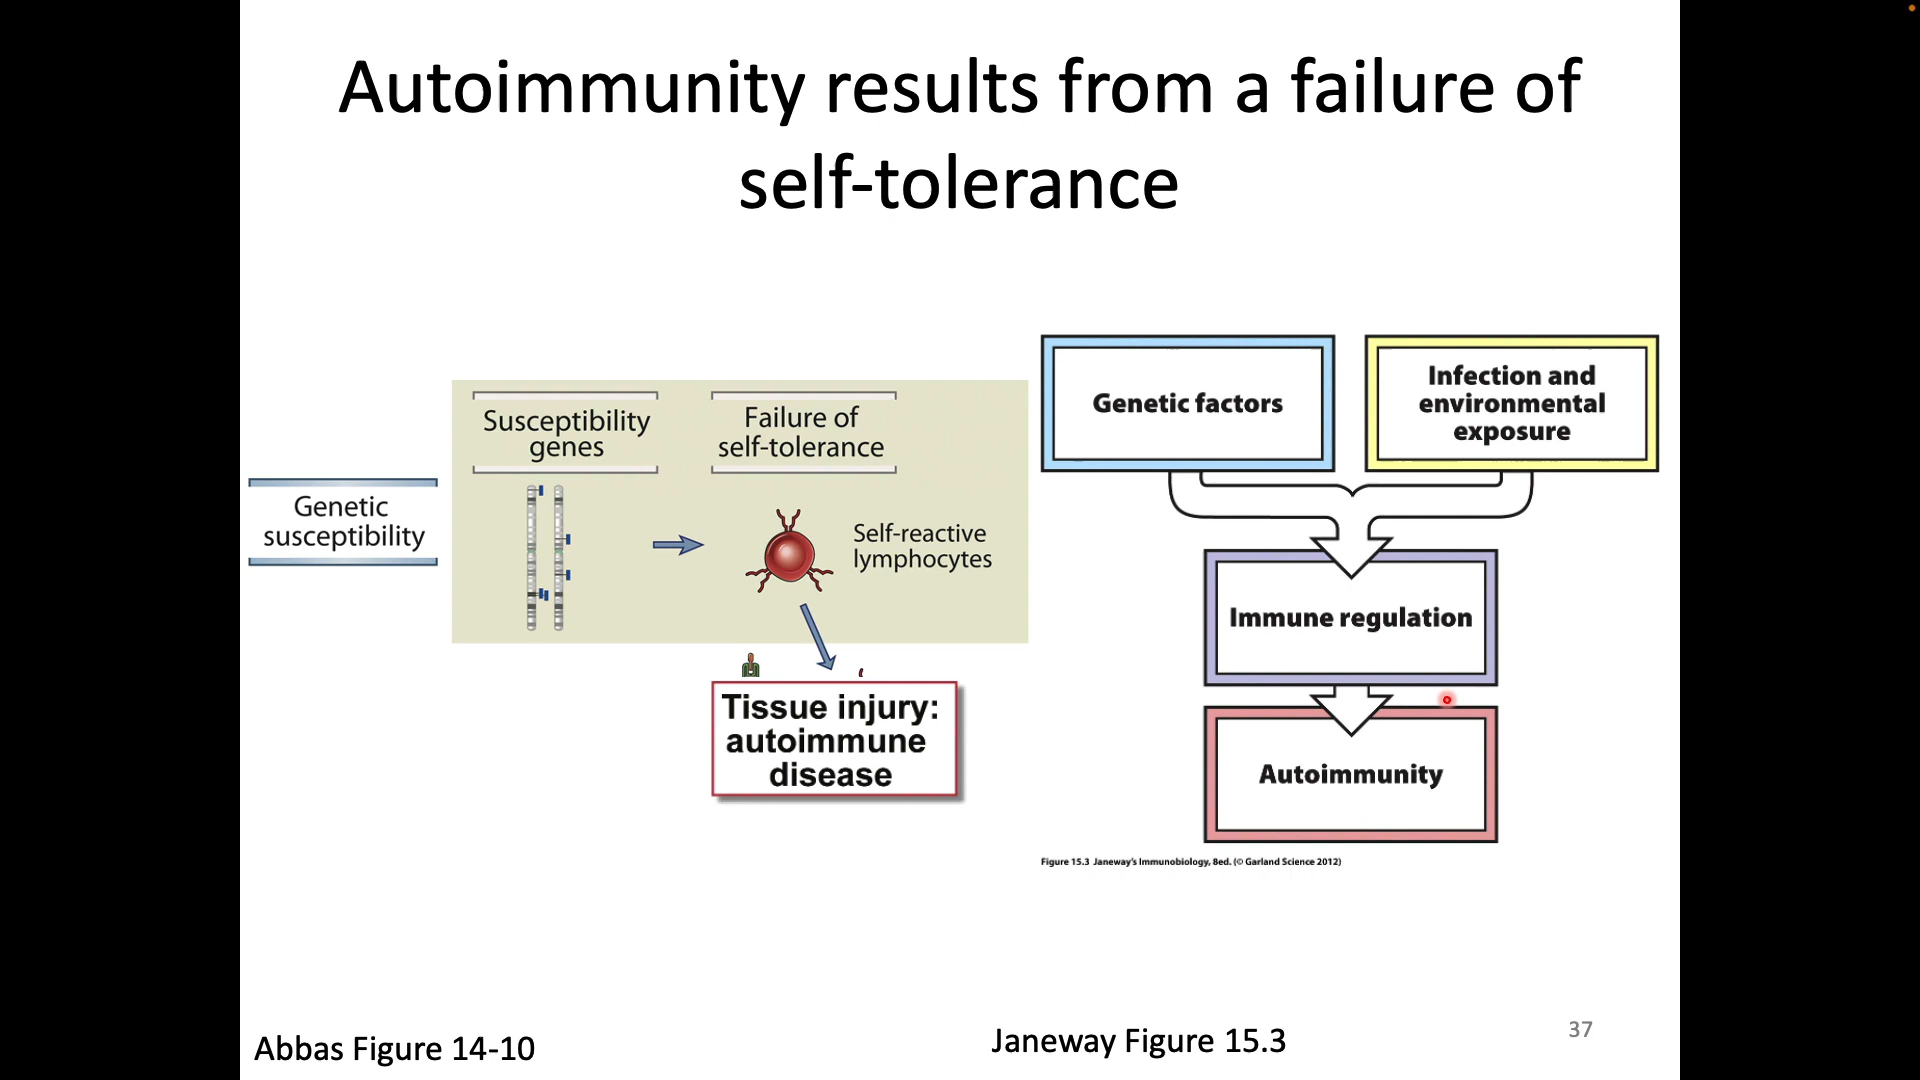 Autoimmunity results from a failure of
self-tolerance
Genetic
susceptibility
Susceptibility
genes
Failure of
self-tolerance
Self-reactive
lymphocytes
Tissue injury:
autoimmune
disease
Genetic factors
Infection and
environmental
exposure
Immune regulation
Autoimmunity
Figure 15.3 Janeway's Immunobiology, 8ed. (© Garland Science 2012)
Abbas Figure 14-10
Janeway Figure 15.3
37